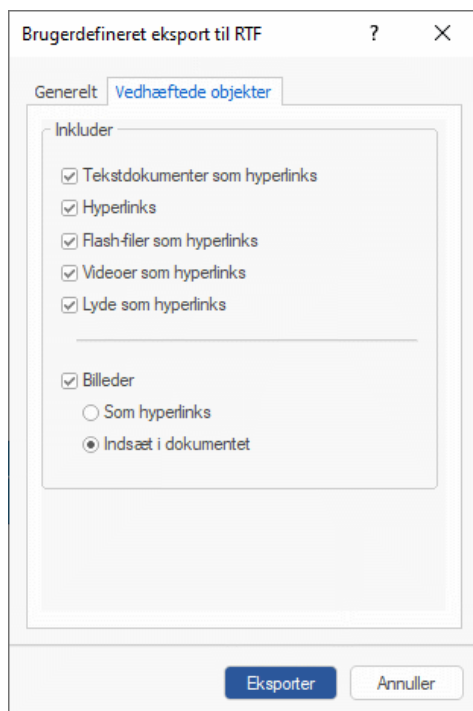 Brugerdefineret eksport til RTF ?
Generelt Vedhæftede objekter
Inkluder
Tekstdokumenter som hyperlinks
Hyperlinks
Flash-filer som hyperlinks
Videoer som hyperlinks
Lyde som hyperlinks
Billeder
Som hyperlinks
Indsæt i dokumentet
Eksporter Annuller